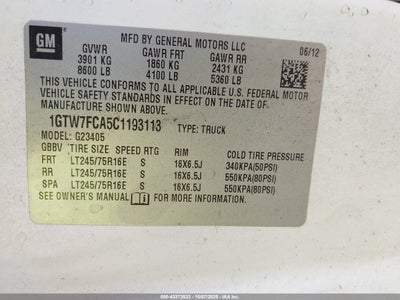 GM
MFD BY GENERAL MOTORS LLC
06/12
GVWR GAWR FRT GAWR RR
3901 KG 1860 KG 2431 KG
8600 LB 4100 LB 5360 LB
THIS VEHICLE CONFORMS TO ALL APPLICABLE U.S. FEDERAL MOTOR
VEHICLE SAFETY STANDARDS IN EFFECT ON THE DATE OF
MANUFACTURE SHOWN ABOVE.
1GTW7FCA5C1193113 TYPE: TRUCK
MODEL: G23405
GBBV TIRE SIZE SPEED RTG RIM COLD TIRE PRESSURE
FRT LT245/75R16E S 16X6.5J 340KPA(50PSI)
RR LT245/75R16E S 16X6.5J 550KPA(80PSI)
SPA LT245/75R16E S 16X6.5J 550KPA(80PSI)
SEE OWNER'S MANUAL FOR ADDITIONAL INFORMATION.